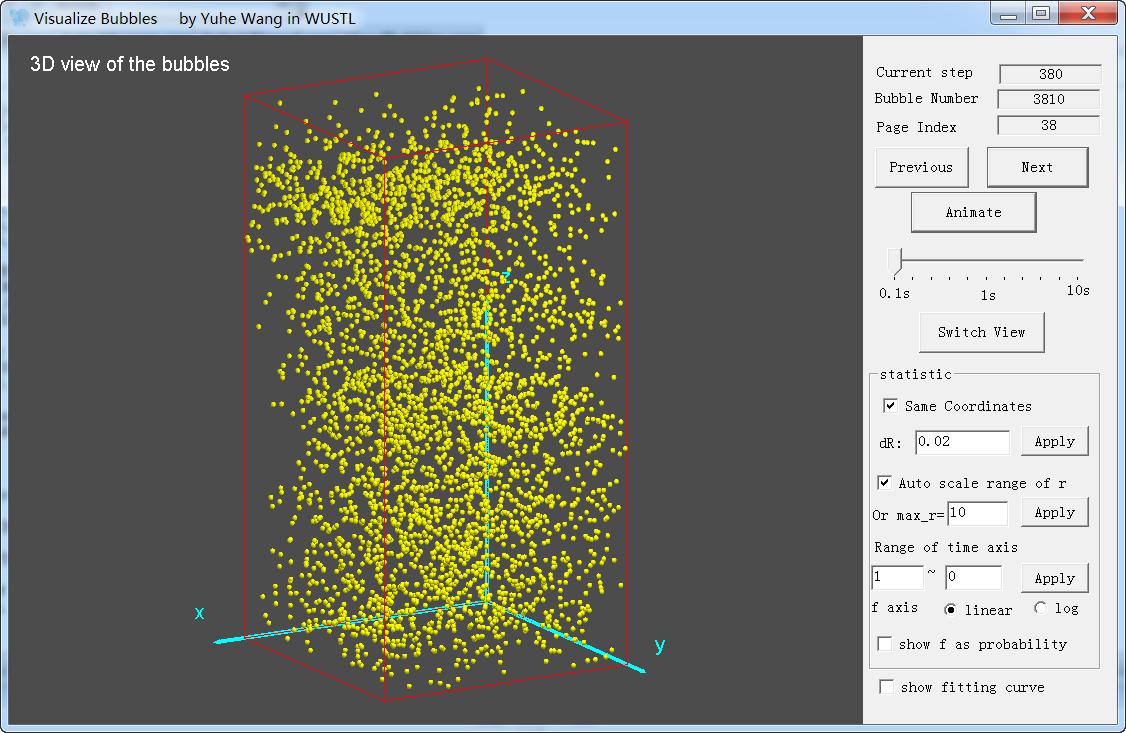 Visualize Bubbles by Yuhe Wang in WUSTL
3D view of the bubbles
z
x
y
Current step 380
Bubble Number 3810
Page Index 38
Previous Next
Animate
0.1s 1s 10s
Switch View
statistic
Same Coordinates
dR: 0.02 Apply
Auto scale range of r
Or max_r= 10 Apply
Range of time axis
1 ~ 0 Apply
f axis linear log
show f as probability
show fitting curve